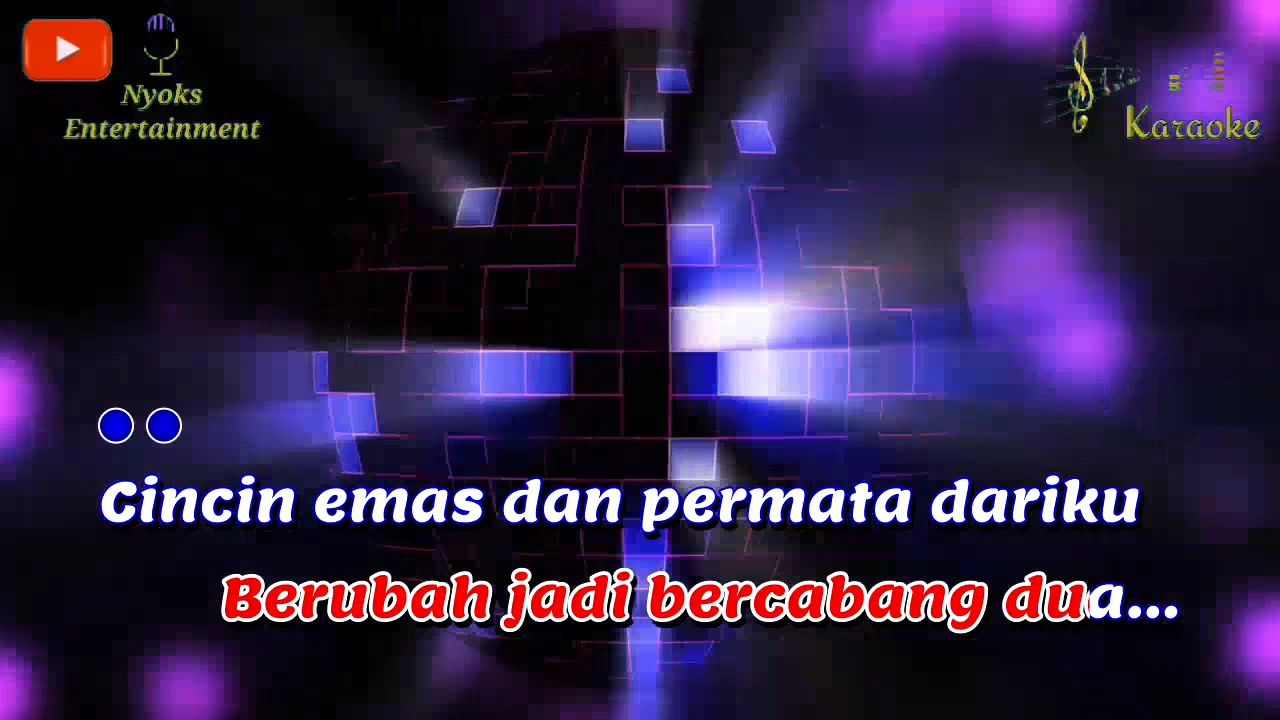 Nyoks
Entertainment
Karaoke
Cincin emas dan permata dariku
Berubah jadi bercabang dua...